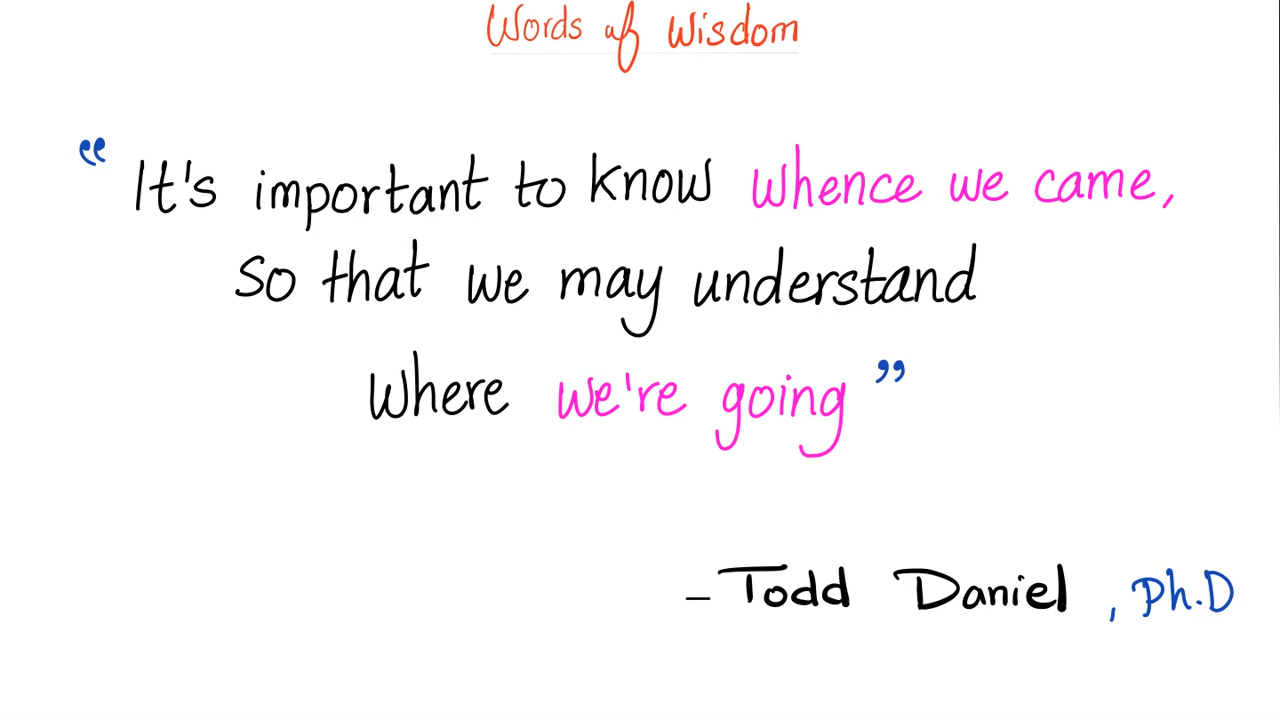 Words of Wisdom
“It's important to know whence we came,
so that we may understand
where we're going”
– Todd Daniel, Ph.D